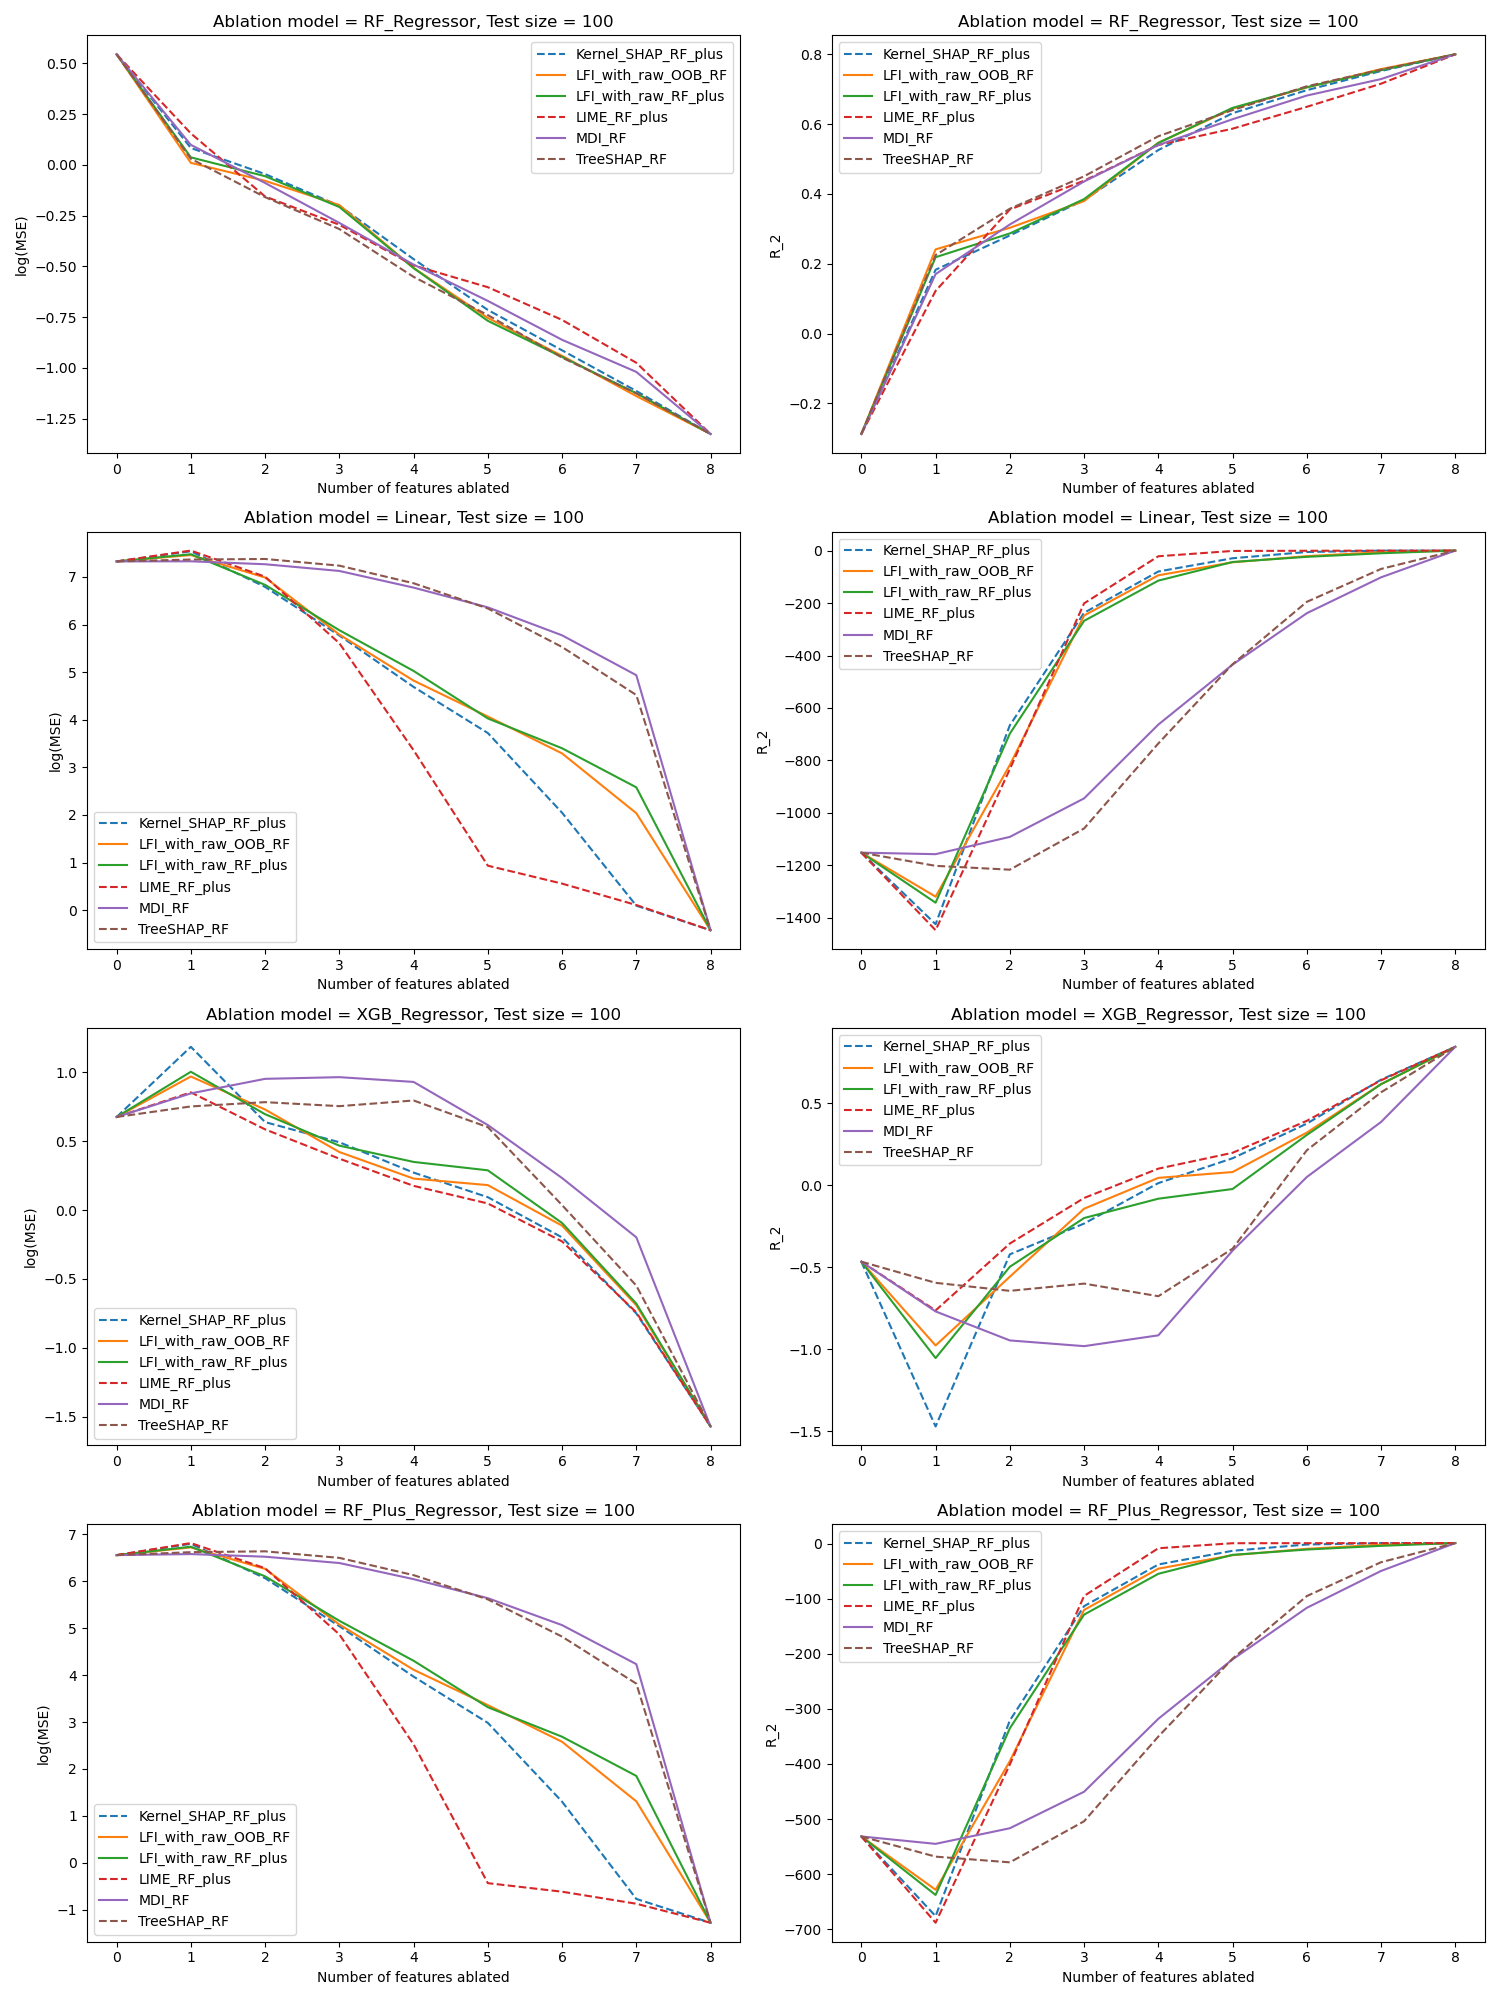 Ablation model = RF_Regressor, Test size = 100
0.50
0.25
0.00
−0.25
−0.50
−0.75
−1.00
−1.25
log(MSE)
Kernel_SHAP_RF_plus
LFI_with_raw_OOB_RF
LFI_with_raw_RF_plus
LIME_RF_plus
MDI_RF
TreeSHAP_RF
0 1 2 3 4 5 6 7 8
Number of features ablated
Ablation model = RF_Regressor, Test size = 100
0.8
0.6
0.4
0.2
0.0
−0.2
R_2
Kernel_SHAP_RF_plus
LFI_with_raw_OOB_RF
LFI_with_raw_RF_plus
LIME_RF_plus
MDI_RF
TreeSHAP_RF
0 1 2 3 4 5 6 7 8
Number of features ablated
Ablation model = Linear, Test size = 100
7
6
5
4
3
2
1
0
log(MSE)
Kernel_SHAP_RF_plus
LFI_with_raw_OOB_RF
LFI_with_raw_RF_plus
LIME_RF_plus
MDI_RF
TreeSHAP_RF
0 1 2 3 4 5 6 7 8
Number of features ablated
Ablation model = Linear, Test size = 100
0
−200
−400
−600
−800
−1000
−1200
−1400
R_2
Kernel_SHAP_RF_plus
LFI_with_raw_OOB_RF
LFI_with_raw_RF_plus
LIME_RF_plus
MDI_RF
TreeSHAP_RF
0 1 2 3 4 5 6 7 8
Number of features ablated
Ablation model = XGB_Regressor, Test size = 100
1.0
0.5
0.0
−0.5
−1.0
−1.5
log(MSE)
Kernel_SHAP_RF_plus
LFI_with_raw_OOB_RF
LFI_with_raw_RF_plus
LIME_RF_plus
MDI_RF
TreeSHAP_RF
0 1 2 3 4 5 6 7 8
Number of features ablated
Ablation model = XGB_Regressor, Test size = 100
0.5
0.0
−0.5
−1.0
−1.5
R_2
Kernel_SHAP_RF_plus
LFI_with_raw_OOB_RF
LFI_with_raw_RF_plus
LIME_RF_plus
MDI_RF
TreeSHAP_RF
0 1 2 3 4 5 6 7 8
Number of features ablated
Ablation model = RF_Plus_Regressor, Test size = 100
7
6
5
4
3
2
1
0
−1
log(MSE)
Kernel_SHAP_RF_plus
LFI_with_raw_OOB_RF
LFI_with_raw_RF_plus
LIME_RF_plus
MDI_RF
TreeSHAP_RF
0 1 2 3 4 5 6 7 8
Number of features ablated
Ablation model = RF_Plus_Regressor, Test size = 100
0
−100
−200
−300
−400
−500
−600
−700
R_2
Kernel_SHAP_RF_plus
LFI_with_raw_OOB_RF
LFI_with_raw_RF_plus
LIME_RF_plus
MDI_RF
TreeSHAP_RF
0 1 2 3 4 5 6 7 8
Number of features ablated